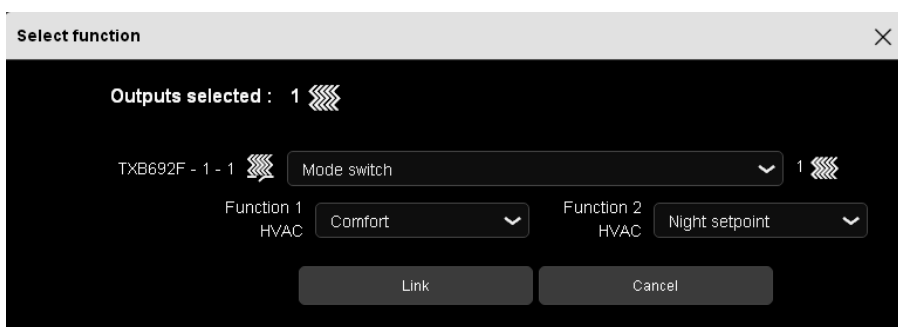 Select function
Outputs selected : 1
TXB692F - 1 - 1 Mode switch 1
Function 1 HVAC Comfort Function 2 HVAC Night setpoint
Link Cancel